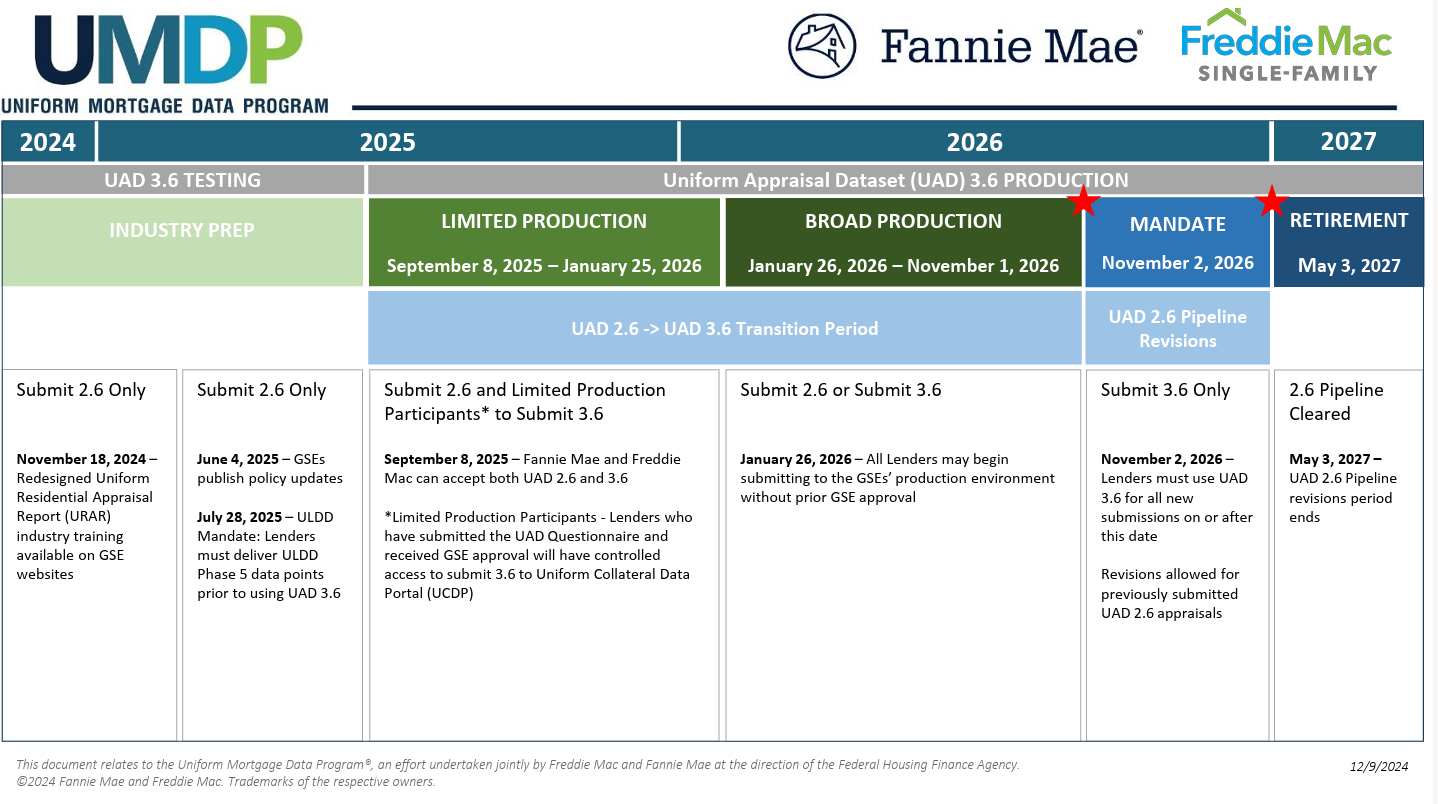 UMDP
UNIFORM MORTGAGE DATA PROGRAM
Fannie Mae®
Freddie Mac
SINGLE-FAMILY
2024
2025
2026
2027
UAD 3.6 TESTING
Uniform Appraisal Dataset (UAD) 3.6 PRODUCTION
INDUSTRY PREP
LIMITED PRODUCTION
September 8, 2025 – January 25, 2026
BROAD PRODUCTION
January 26, 2026 – November 1, 2026
MANDATE
November 2, 2026
RETIREMENT
May 3, 2027
UAD 2.6 -> UAD 3.6 Transition Period
UAD 2.6 Pipeline
Revisions
Submit 2.6 Only
November 18, 2024 –
Redesigned Uniform
Residential Appraisal
Report (URAR)
industry training
available on GSE
websites
Submit 2.6 Only
June 4, 2025 – GSEs
publish policy updates
July 28, 2025 – ULDD
Mandate: Lenders
must deliver ULDD
Phase 5 data points
prior to using UAD 3.6
Submit 2.6 and Limited Production
Participants* to Submit 3.6
September 8, 2025 – Fannie Mae and Freddie
Mac can accept both UAD 2.6 and 3.6
*Limited Production Participants - Lenders who
have submitted the UAD Questionnaire and
received GSE approval will have controlled
access to submit 3.6 to Uniform Collateral Data
Portal (UCDP)
Submit 2.6 or Submit 3.6
January 26, 2026 – All Lenders may begin
submitting to the GSEs’ production environment
without prior GSE approval
Submit 3.6 Only
November 2, 2026 –
Lenders must use UAD
3.6 for all new
submissions on or after
this date
Revisions allowed for
previously submitted
UAD 2.6 appraisals
2.6 Pipeline
Cleared
May 3, 2027 –
UAD 2.6 Pipeline
revisions period
ends
This document relates to the Uniform Mortgage Data Program®, an effort undertaken jointly by Freddie Mac and Fannie Mae at the direction of the Federal Housing Finance Agency.
©2024 Fannie Mae and Freddie Mac. Trademarks of the respective owners.
12/9/2024